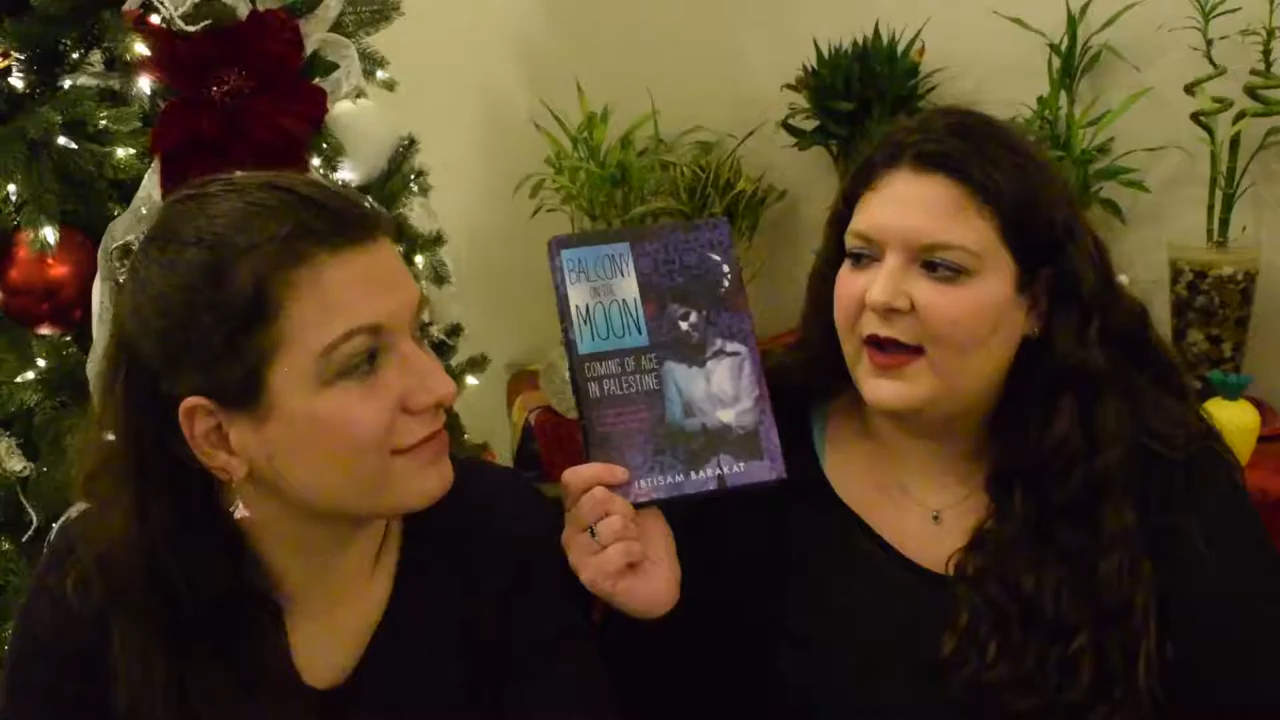 BALCONY
ON THE
MOON
COMING OF AGE
IN PALESTINE
IBTISAM BARAKAT